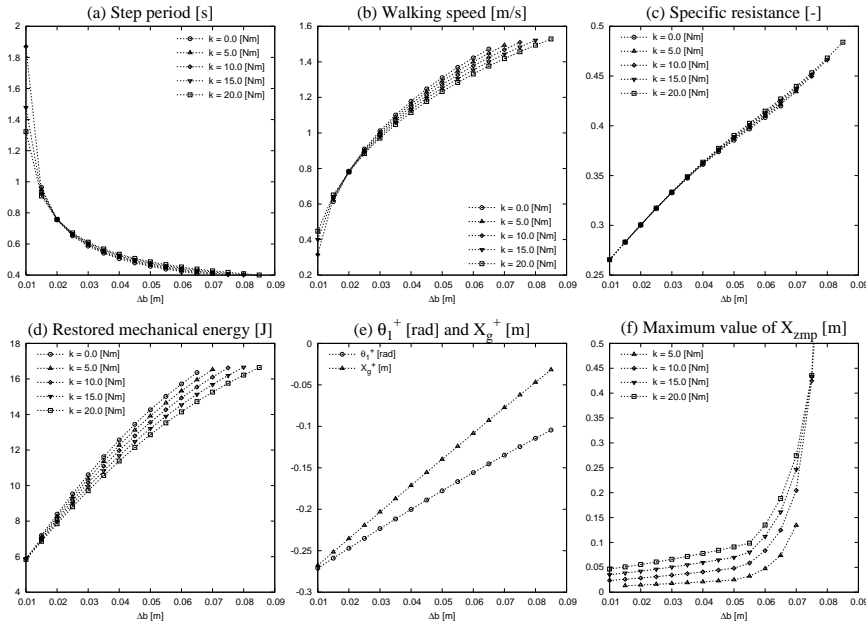 (a) Step period [s]
2
1.8
1.6
1.4
1.2
1
0.8
0.6
0.4
k = 0.0 [Nm]
k = 5.0 [Nm]
k = 10.0 [Nm]
k = 15.0 [Nm]
k = 20.0 [Nm]
0.01 0.02 0.03 0.04 0.05 0.06 0.07 0.08 0.09
Δb [m]
(b) Walking speed [m/s]
1.6
1.4
1.2
1
0.8
0.6
0.4
0.2
k = 0.0 [Nm]
k = 5.0 [Nm]
k = 10.0 [Nm]
k = 15.0 [Nm]
k = 20.0 [Nm]
0.01 0.02 0.03 0.04 0.05 0.06 0.07 0.08 0.09
Δb [m]
(c) Specific resistance [-]
0.5
0.45
0.4
0.35
0.3
0.25
k = 0.0 [Nm]
k = 5.0 [Nm]
k = 10.0 [Nm]
k = 15.0 [Nm]
k = 20.0 [Nm]
0.01 0.02 0.03 0.04 0.05 0.06 0.07 0.08 0.09
Δb [m]
(d) Restored mechanical energy [J]
18
16
14
12
10
8
6
4
k = 0.0 [Nm]
k = 5.0 [Nm]
k = 10.0 [Nm]
k = 15.0 [Nm]
k = 20.0 [Nm]
0.01 0.02 0.03 0.04 0.05 0.06 0.07 0.08 0.09
Δb [m]
(e) θ₁⁺ [rad] and X_g⁺ [m]
0
-0.05
-0.1
-0.15
-0.2
-0.25
-0.3
θ₁⁺ [rad]
X_g⁺ [m]
0.01 0.02 0.03 0.04 0.05 0.06 0.07 0.08 0.09
Δb [m]
(f) Maximum value of X_zmp [m]
0.5
0.45
0.4
0.35
0.3
0.25
0.2
0.15
0.1
0.05
0
k = 5.0 [Nm]
k = 10.0 [Nm]
k = 15.0 [Nm]
k = 20.0 [Nm]
0.01 0.02 0.03 0.04 0.05 0.06 0.07 0.08 0.09
Δb [m]